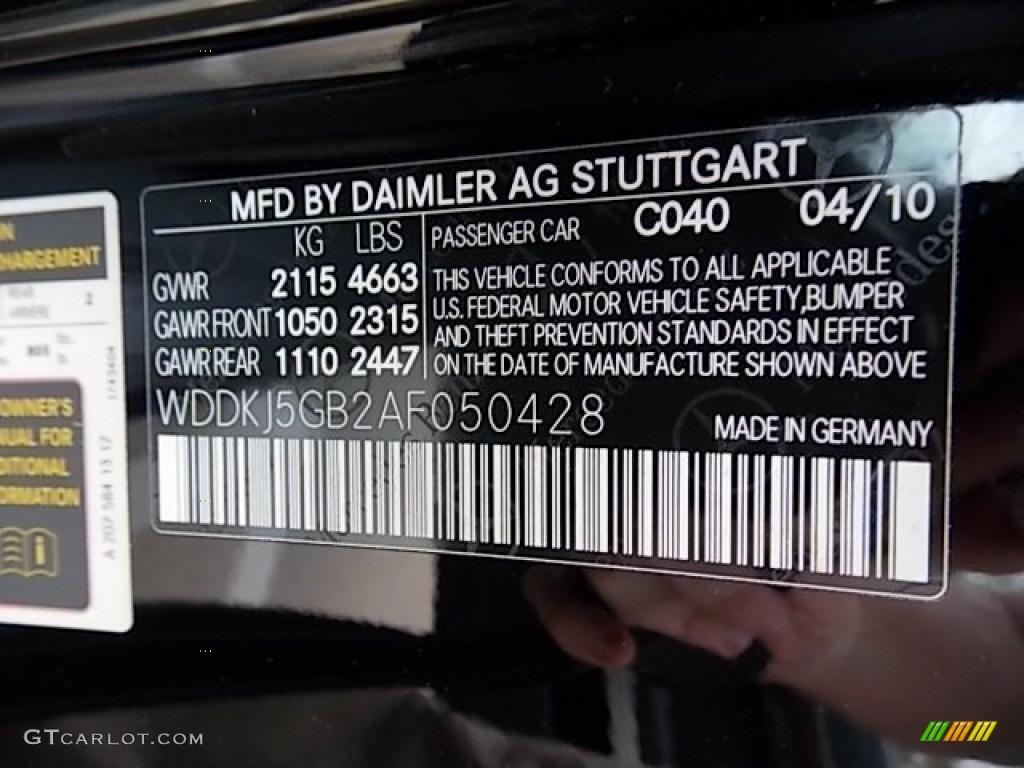 MFD BY DAIMLER AG STUTTGART
KG LBS
GVWR 2115 4663
GAWR FRONT 1050 2315
GAWR REAR 1110 2447
PASSENGER CAR C040 04/10
THIS VEHICLE CONFORMS TO ALL APPLICABLE
U.S. FEDERAL MOTOR VEHICLE SAFETY,BUMPER
AND THEFT PREVENTION STANDARDS IN EFFECT
ON THE DATE OF MANUFACTURE SHOWN ABOVE
WDDKJ5GB2AF050428
MADE IN GERMANY
HARGEMENT
2
OWNER'S
FOR
A 207 584 13 17
GTCARLOT.COM